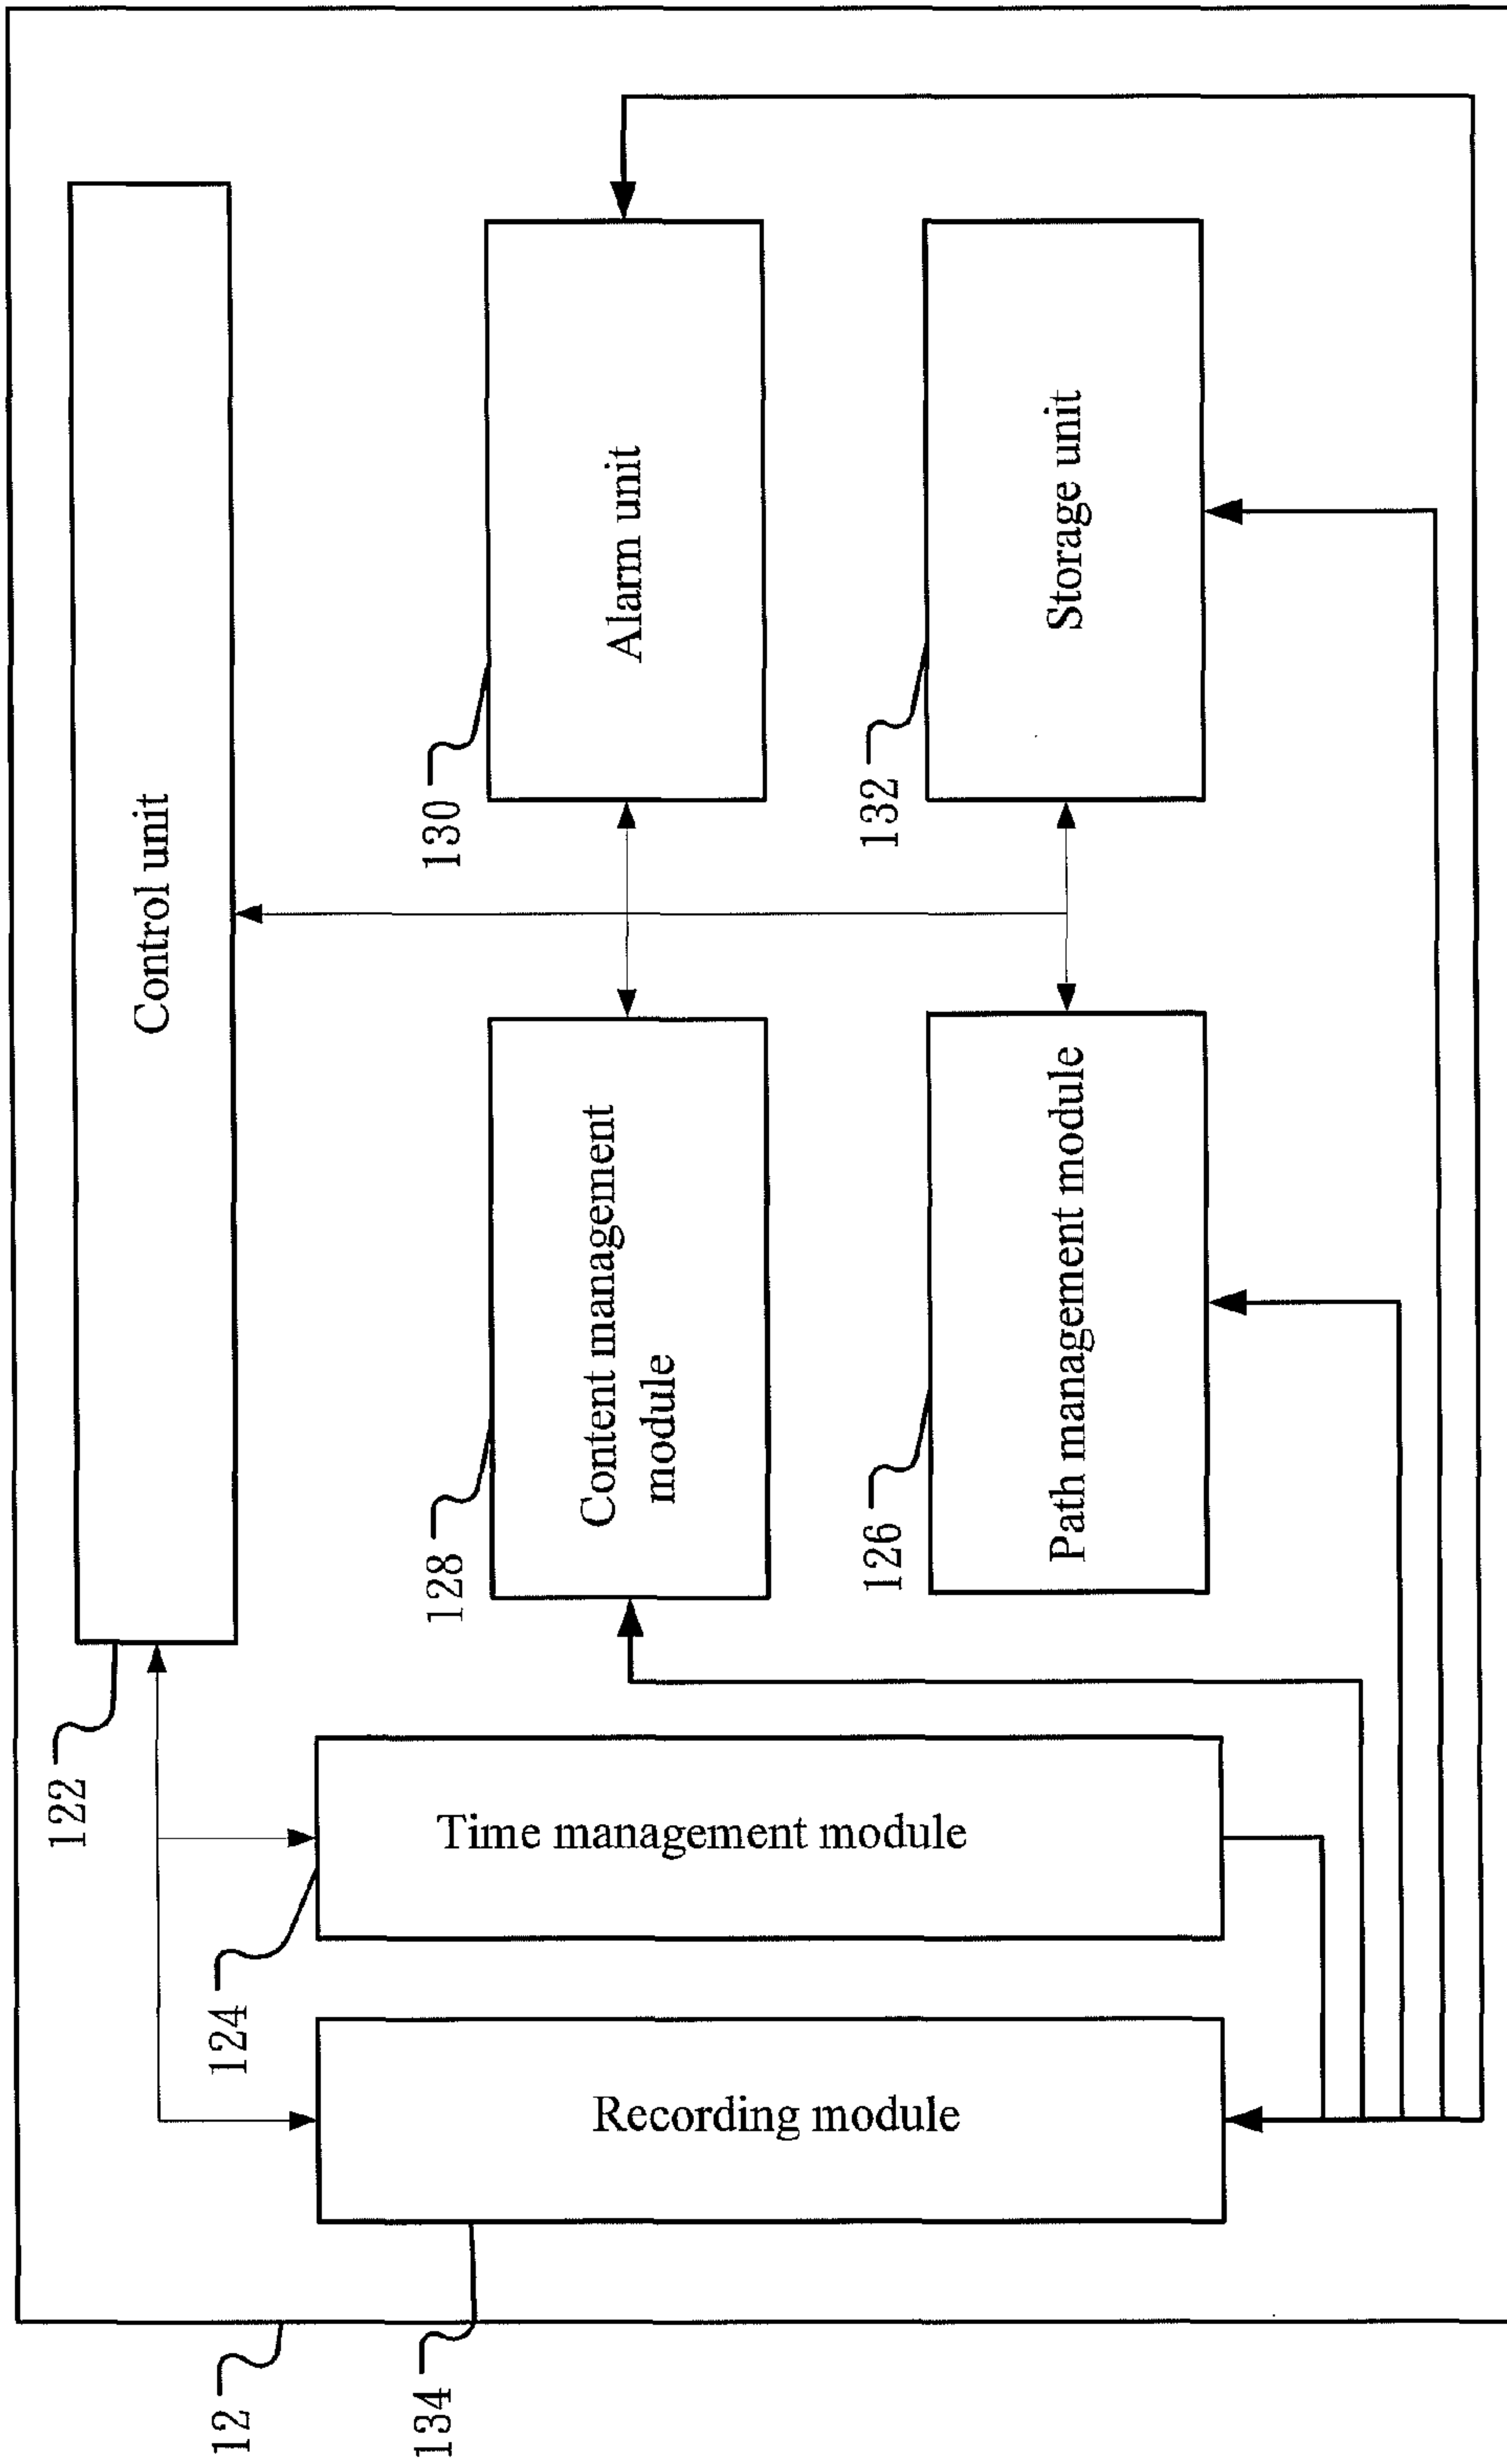 12
122
Control unit
124
134
Recording module
Time management module
128
Content management
module
130
Alarm unit
126
Path management module
132
Storage unit